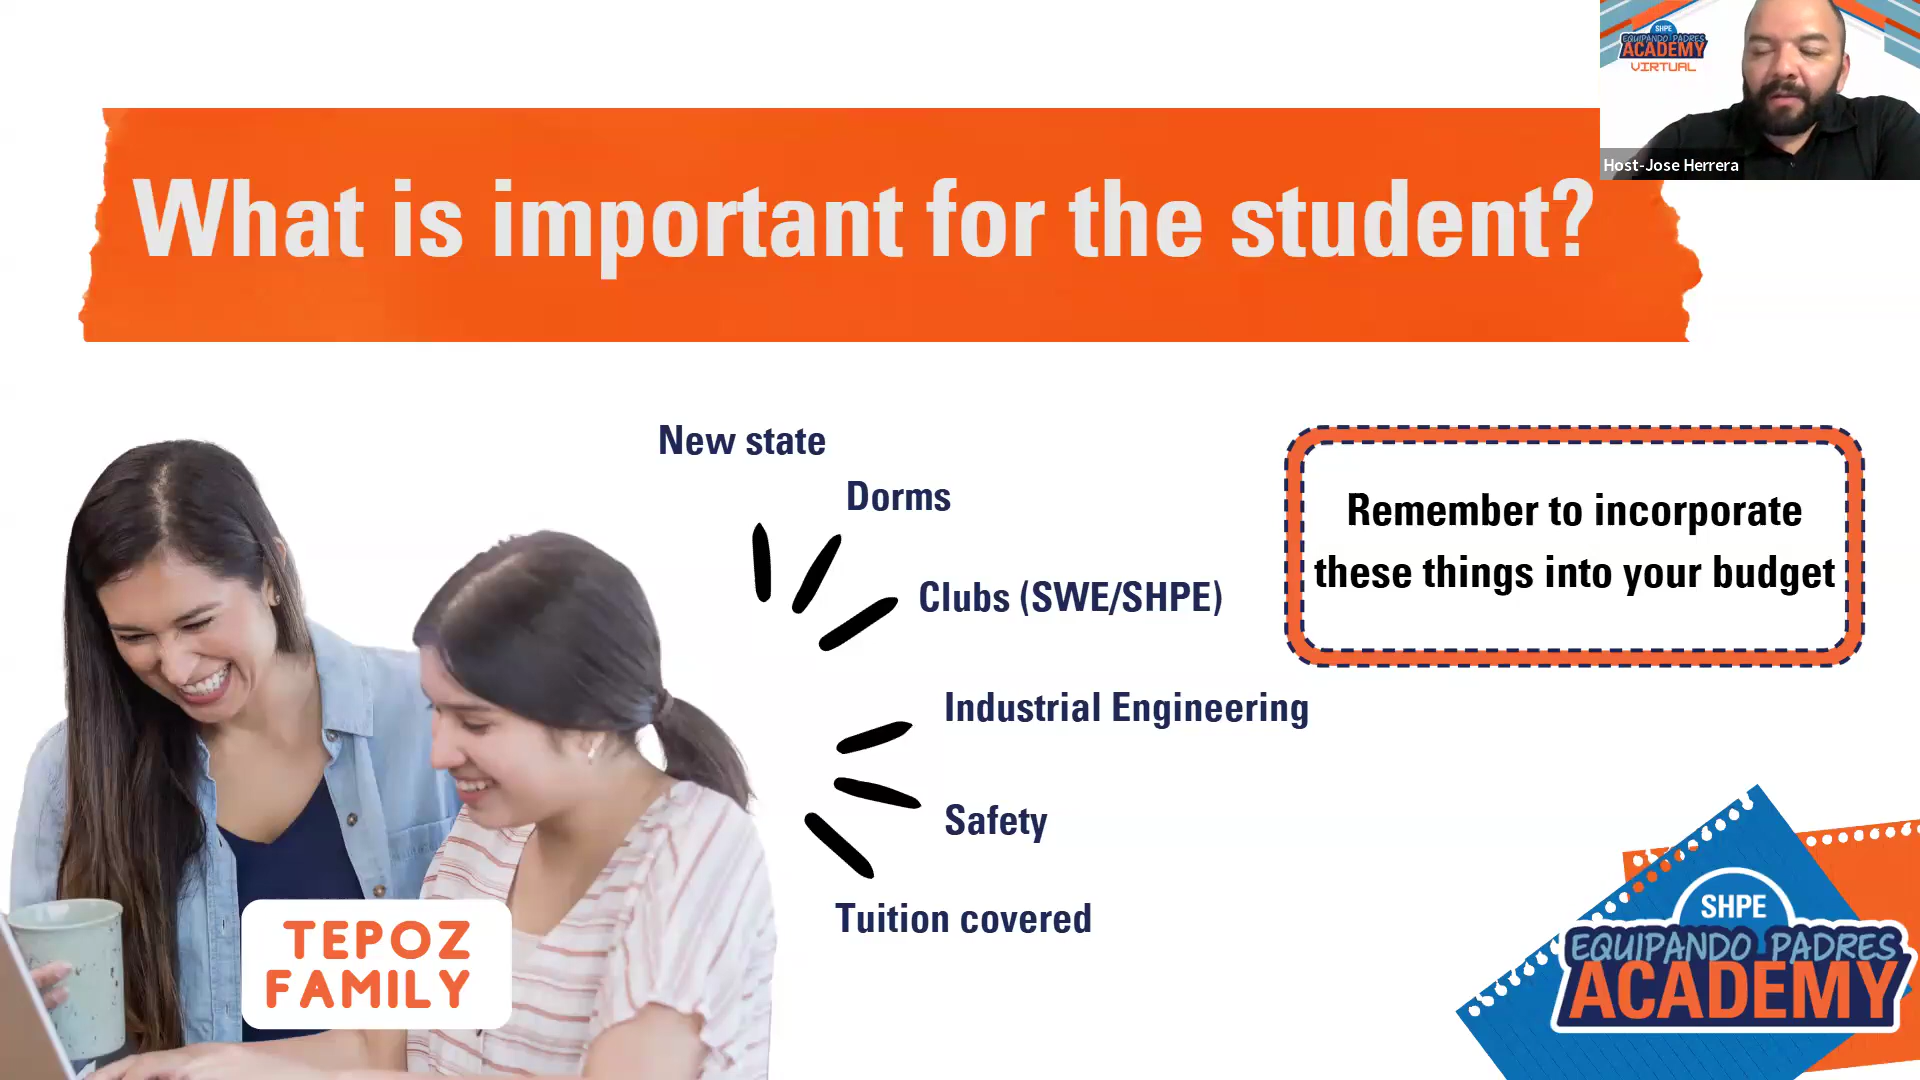 SHPE
EQUIPANDO PADRES
ACADEMY
VIRTUAL
Host-Jose Herrera
What is important for the student?
New state
Dorms
Clubs (SWE/SHPE)
Industrial Engineering
Safety
Tuition covered
Remember to incorporate
these things into your budget
TEPOZ
FAMILY
SHPE
EQUIPANDO PADRES
ACADEMY